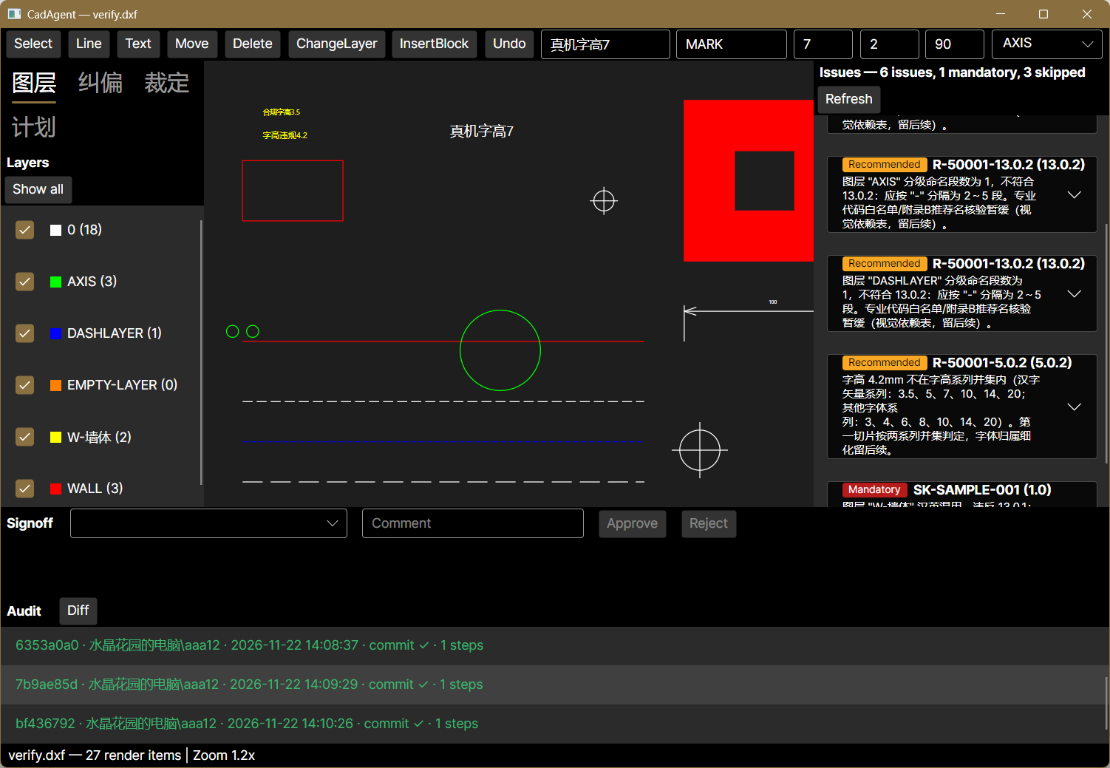 CadAgent — verify.dxf
Select Line Text Move Delete ChangeLayer InsertBlock Undo 真机字高7 MARK 7 2 90 AXIS
图层 纠偏 裁定
计划
Layers
Show all
0 (18)
AXIS (3)
DASHLAYER (1)
EMPTY-LAYER (0)
W-墙体 (2)
WALL (3)
合规字高3.5
字高违规4.2
真机字高7
100
Issues — 6 issues, 1 mandatory, 3 skipped
Refresh
觉依赖表，留后续）。
Recommended R-50001-13.0.2 (13.0.2)
图层 "AXIS" 分级命名段数为 1，不符合
13.0.2：应按 "-" 分隔为 2～5 段。专业
代码白名单/附录B推荐名核验暂缓（视
觉依赖表，留后续）。
Recommended R-50001-13.0.2 (13.0.2)
图层 "DASHLAYER" 分级命名段数为
1，不符合 13.0.2：应按 "-" 分隔为 2～5
段。专业代码白名单/附录B推荐名核验
暂缓（视觉依赖表，留后续）。
Recommended R-50001-5.0.2 (5.0.2)
字高 4.2mm 不在字高系列并集内（汉字
矢量系列：3.5、5、7、10、14、20；
其他字体系
列：3、4、6、8、10、14、20）。第
一切片按两系列并集判定，字体归属细
化留后续。
Mandatory SK-SAMPLE-001 (1.0)
图层 "W-墙体" 汉英混用，违反 13.0.1：
Signoff Comment Approve Reject
Audit Diff
6353a0a0 · 水晶花园的电脑\aaa12 · 2026-11-22 14:08:37 · commit ✓ · 1 steps
7b9ae85d · 水晶花园的电脑\aaa12 · 2026-11-22 14:09:29 · commit ✓ · 1 steps
bf436792 · 水晶花园的电脑\aaa12 · 2026-11-22 14:10:26 · commit ✓ · 1 steps
verify.dxf — 27 render items | Zoom 1.2x